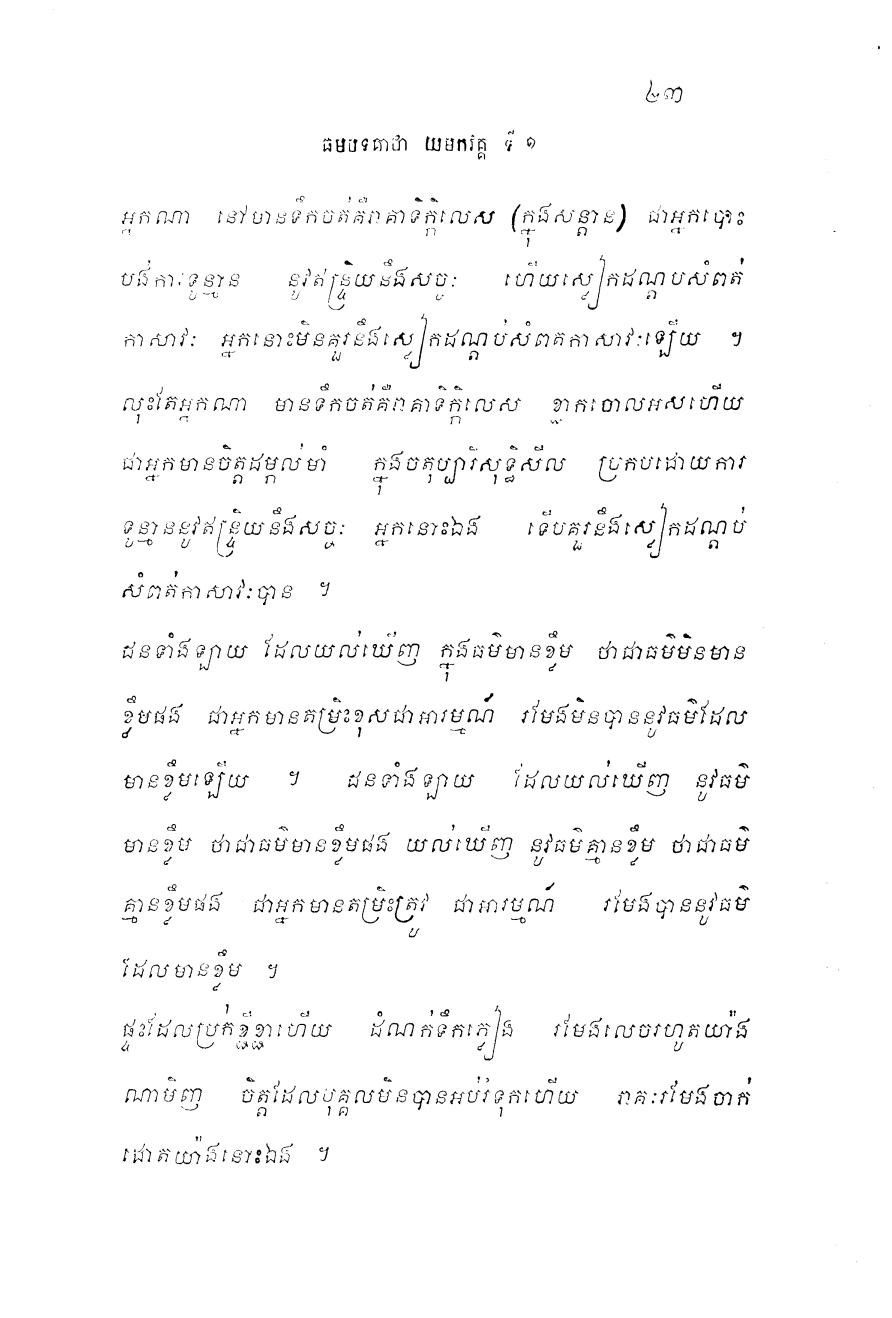 ៤៣
ធម្មបទគាថា យមកវគ្គ ទី ១
អ្នកណា នៅមានទឹកចត់គឺរាគាទិក្កិលេស (ក្នុងសន្តាន) ជាអ្នកបោះ
បង់ការទូន្មាន នូវឥន្ទ្រិយនឹងសច្ចៈ ហើយស្លៀកដណ្តប់សំពត់
កាសាវៈ អ្នកនោះមិនគួរនឹងស្លៀកដណ្តប់សំពត់កាសាវៈឡើយ ។
លុះតែអ្នកណា មានទឹកចត់គឺរាគាទិក្កិលេស ខ្ជាក់ចោលអស់ហើយ
ជាអ្នកមានចិត្តដម្កល់មាំ ក្នុងចតុប្បារិសុទ្ធិសីល ប្រកបដោយការ
ទូន្មាននូវឥន្ទ្រិយនឹងសច្ចៈ អ្នកនោះឯង ទើបគួរនឹងស្លៀកដណ្តប់
សំពត់កាសាវៈបាន ។
ជនទាំងឡាយ ដែលយល់ឃើញ ក្នុងធម៌មានខ្លឹម ថាជាធម៌មិនមាន
ខ្លឹមផង ជាអ្នកមានតម្រិះខុសជាអារម្មណ៍ រមែងមិនបាននូវធម៌ដែល
មានខ្លឹមឡើយ ។ ជនទាំងឡាយ ដែលយល់ឃើញ នូវធម៌
មានខ្លឹម ថាជាធម៌មានខ្លឹមផង យល់ឃើញ នូវធម៌គ្មានខ្លឹម ថាជាធម៌
គ្មានខ្លឹមផង ជាអ្នកមានតម្រិះត្រូវ ជាអារម្មណ៍ រមែងបាននូវធម៌
ដែលមានខ្លឹម ។
ផ្ទះដែលប្រក់ខ្ជីខ្ជាហើយ ដំណក់ទឹកភ្លៀង រមែងលេចរហូតយ៉ាង
ណាមិញ ចិត្តដែលបុគ្គលមិនបានអប់រំទុកហើយ រាគៈរមែងចាក់
ដោតយ៉ាងនោះឯង ។